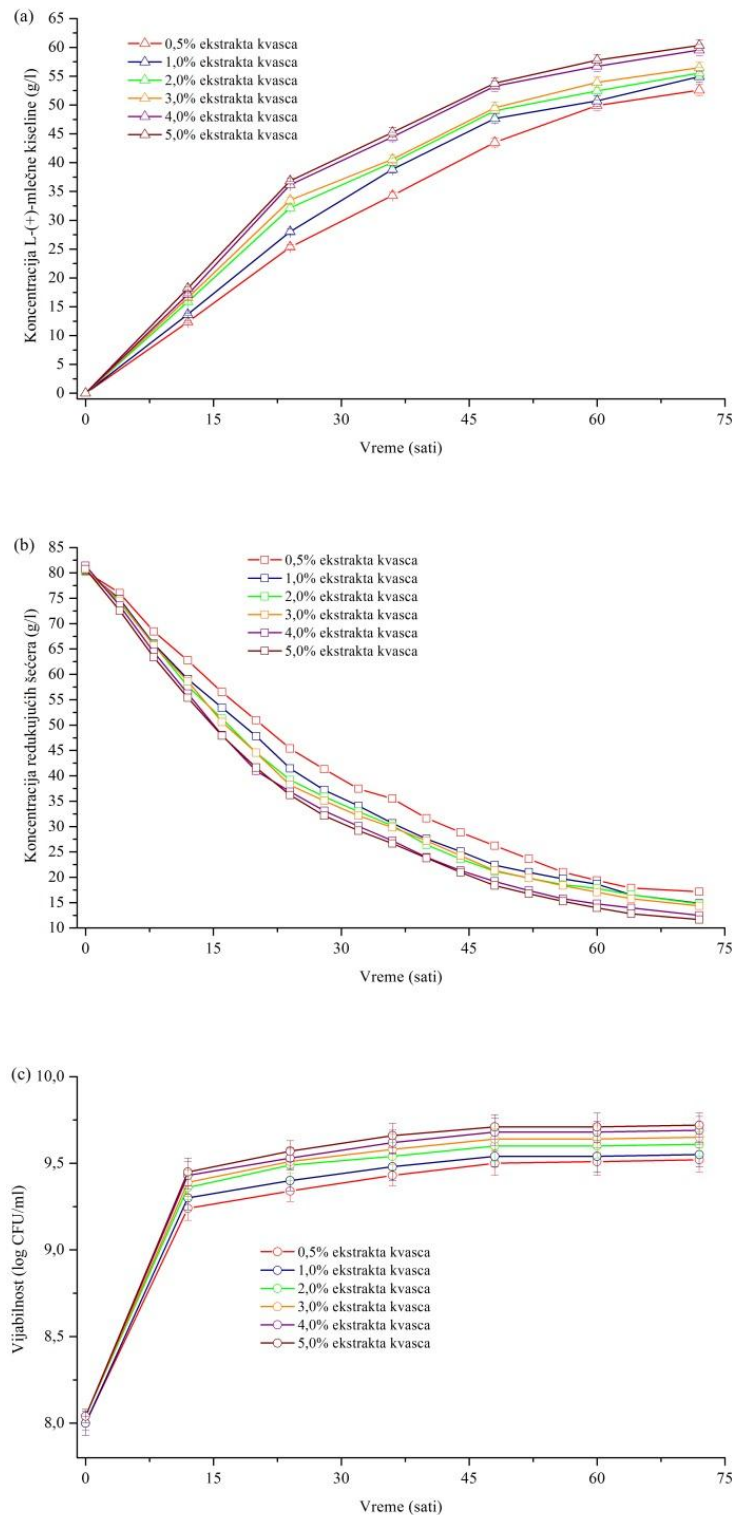 (a)
65
60
55
50
45
40
35
30
25
20
15
10
5
0
Koncentracija L-(+)-mlečne kiseline (g/l)
0,5% ekstrakta kvasca
1,0% ekstrakta kvasca
2,0% ekstrakta kvasca
3,0% ekstrakta kvasca
4,0% ekstrakta kvasca
5,0% ekstrakta kvasca
0 15 30 45 60 75
Vreme (sati)
(b)
85
80
75
70
65
60
55
50
45
40
35
30
25
20
15
10
Koncentracija redukujućih šećera (g/l)
0,5% ekstrakta kvasca
1,0% ekstrakta kvasca
2,0% ekstrakta kvasca
3,0% ekstrakta kvasca
4,0% ekstrakta kvasca
5,0% ekstrakta kvasca
0 15 30 45 60 75
Vreme (sati)
(c)
10,0
9,5
9,0
8,5
8,0
Vijabilnost (log CFU/ml)
0,5% ekstrakta kvasca
1,0% ekstrakta kvasca
2,0% ekstrakta kvasca
3,0% ekstrakta kvasca
4,0% ekstrakta kvasca
5,0% ekstrakta kvasca
0 15 30 45 60 75
Vreme (sati)